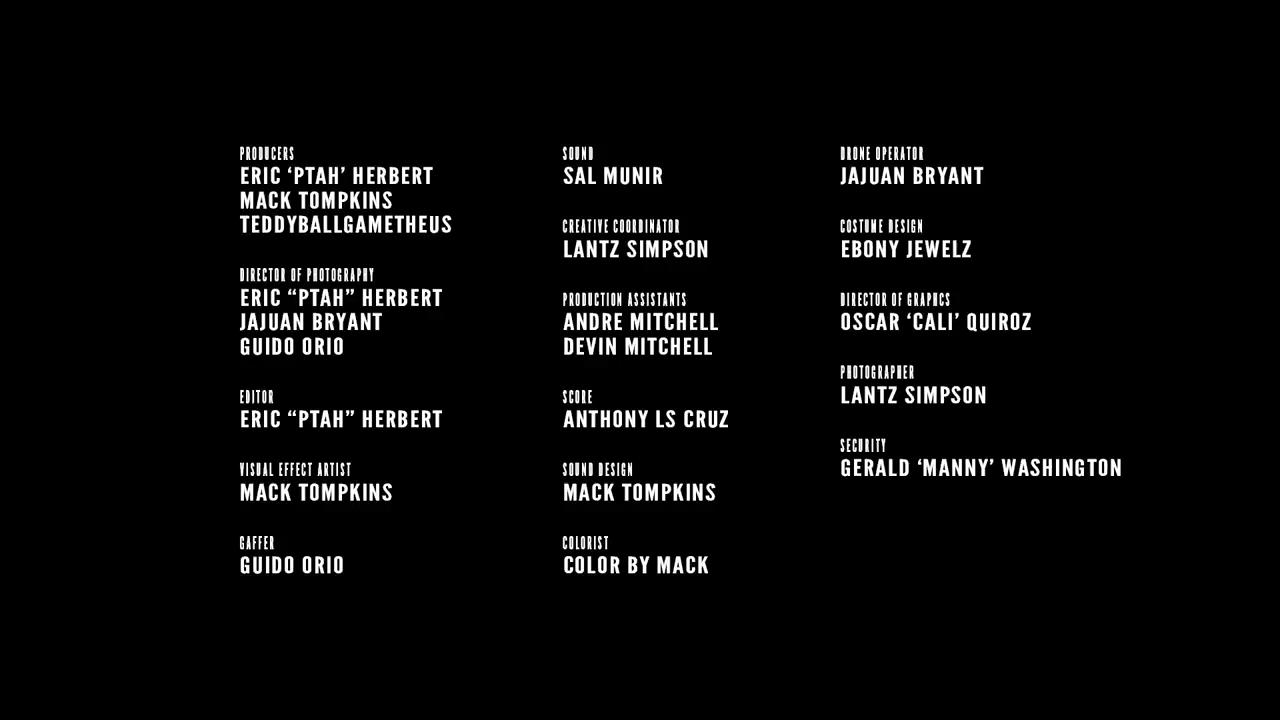 PRODUCERS
ERIC ‘PTAH’ HERBERT
MACK TOMPKINS
TEDDYBALLGAMETHEUS
DIRECTOR OF PHOTOGRAPHY
ERIC “PTAH” HERBERT
JAJUAN BRYANT
GUIDO ORIO
EDITOR
ERIC “PTAH” HERBERT
VISUAL EFFECT ARTIST
MACK TOMPKINS
GAFFER
GUIDO ORIO
SOUND
SAL MUNIR
CREATIVE COORDINATOR
LANTZ SIMPSON
PRODUCTION ASSISTANTS
ANDRE MITCHELL
DEVIN MITCHELL
SCORE
ANTHONY LS CRUZ
SOUND DESIGN
MACK TOMPKINS
COLORIST
COLOR BY MACK
DRONE OPERATOR
JAJUAN BRYANT
COSTUME DESIGN
EBONY JEWELZ
DIRECTOR OF GRAPHCS
OSCAR ‘CALI’ QUIROZ
PHOTOGRAPHER
LANTZ SIMPSON
SECURITY
GERALD ‘MANNY’ WASHINGTON